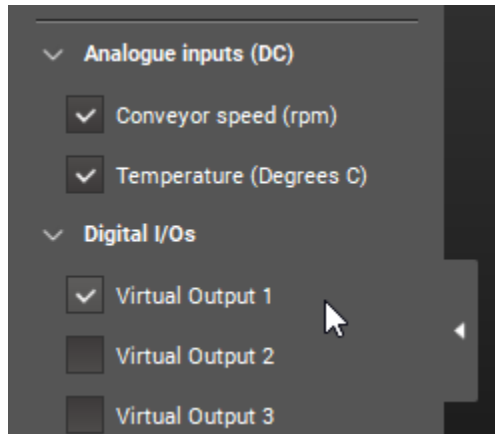 Analogue inputs (DC)
Conveyor speed (rpm)
Temperature (Degrees C)
Digital I/Os
Virtual Output 1
Virtual Output 2
Virtual Output 3